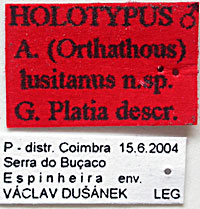 HOLOTYPUS ♂
A. (Orthathous)
lusitanus n.sp.
G. Platia descr.
P - distr. Coimbra 15.6.2004
Serra do Buçaco
Espinheira env.
VÁCLAV DUŠÁNEK LEG